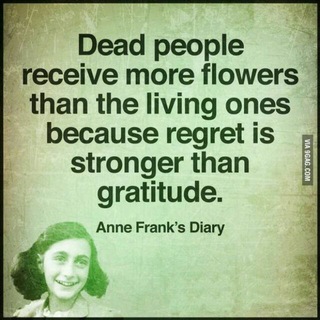 Dead people
receive more flowers
than the living ones
because regret is
stronger than
gratitude.
Anne Frank's Diary
VIA 9GAG.COM